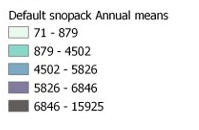 Default snopack Annual means
71 - 879
879 - 4502
4502 - 5826
5826 - 6846
6846 - 15925